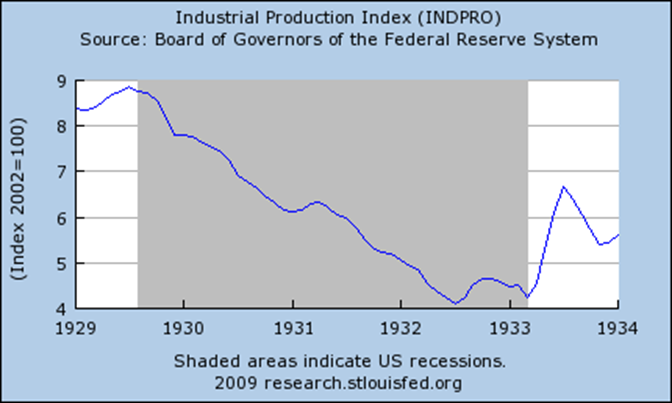 Industrial Production Index (INDPRO)
Source: Board of Governors of the Federal Reserve System
(Index 2002=100)
9
8
7
6
5
4
1929 1930 1931 1932 1933 1934
Shaded areas indicate US recessions.
2009 research.stlouisfed.org